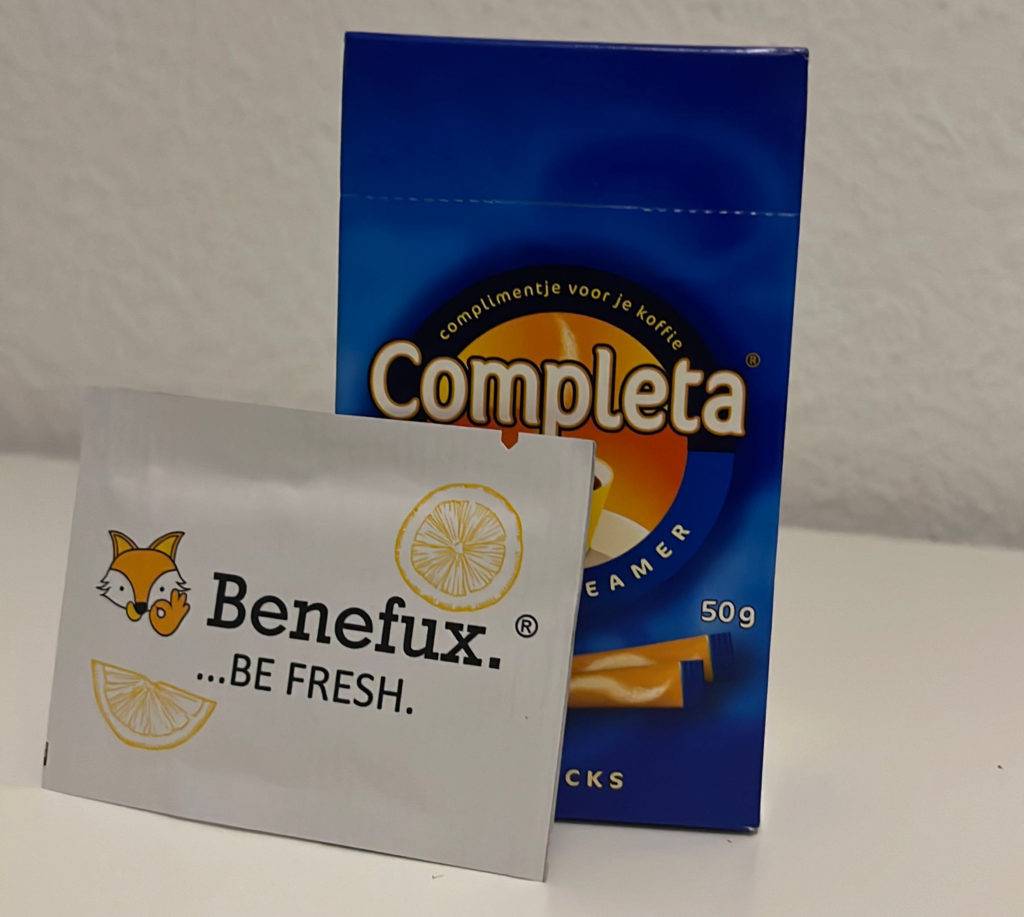 complimentje voor je koffie
Completa®
EAMER
50g
CKS
Benefux.®
...BE FRESH.